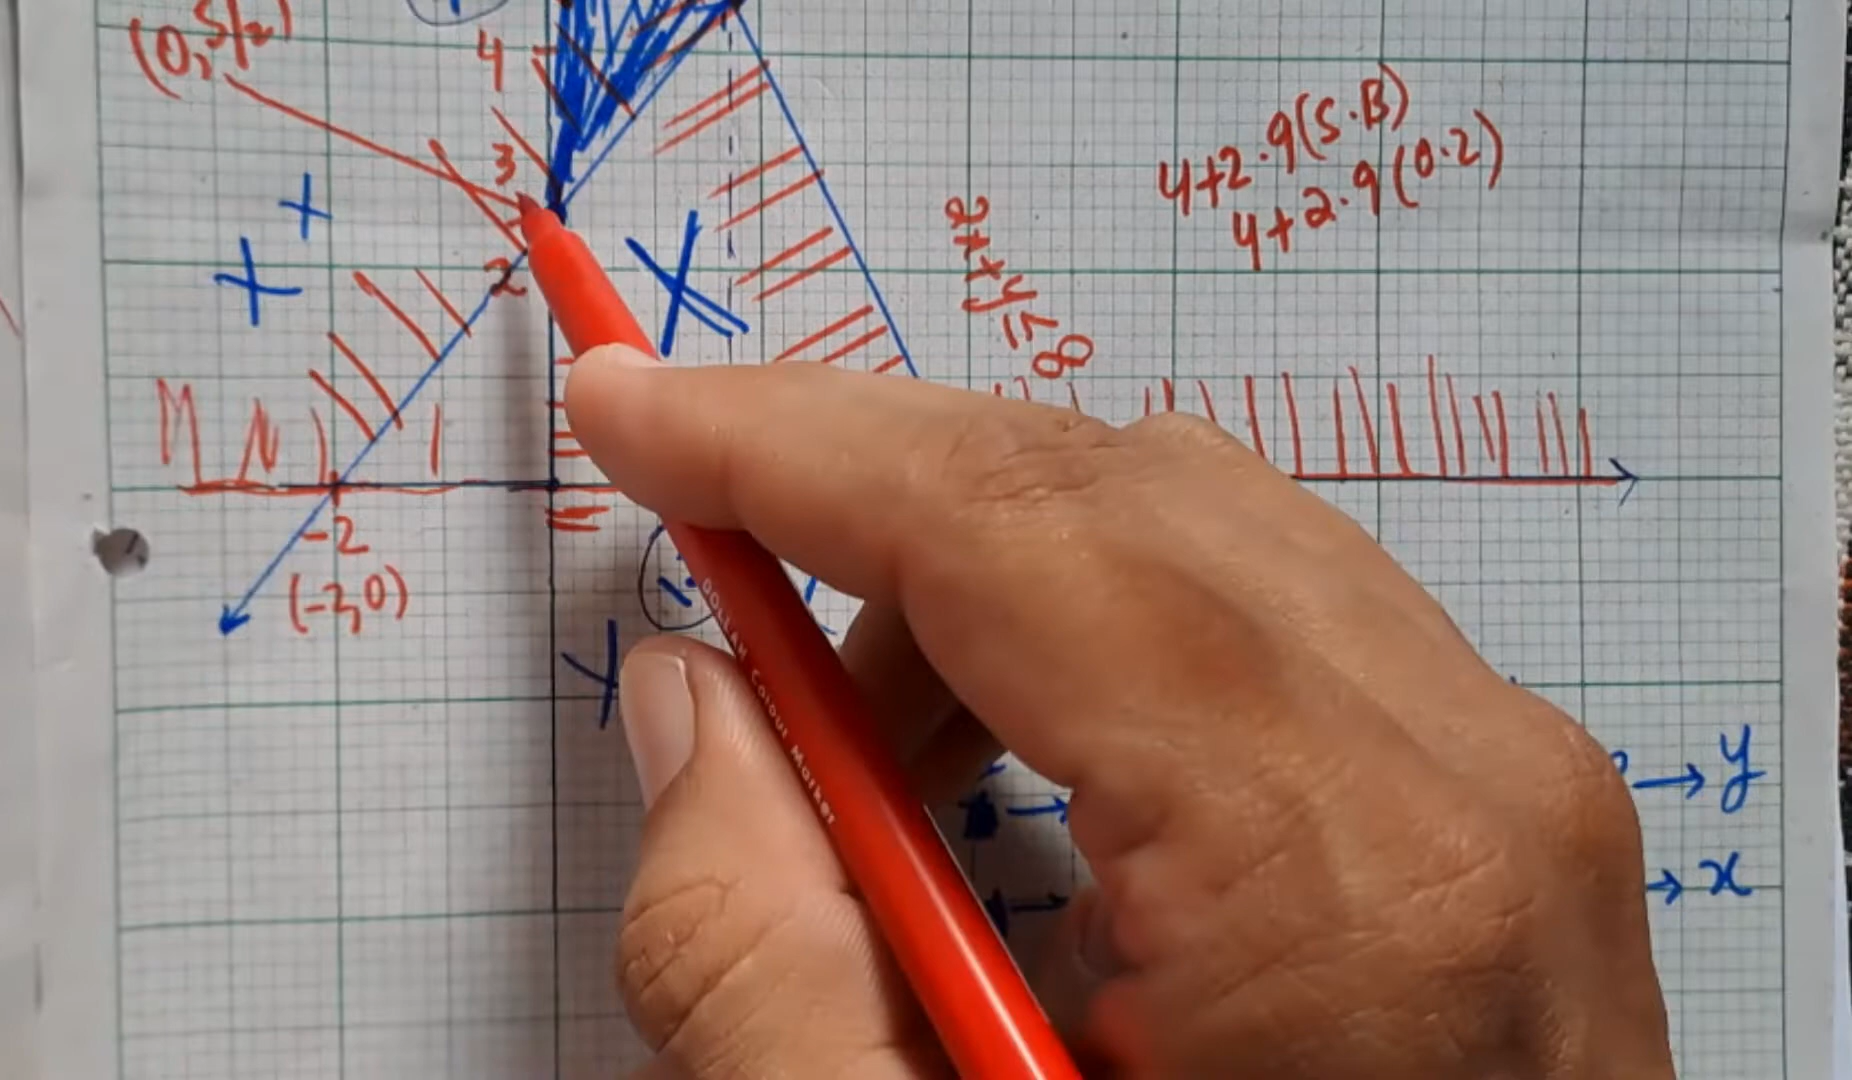 (0,5/2)
4
3
2
4+2·9(S·B)
4+2·9(0·2)
2x+y≤8
-2
(-2,0)
DOLLAR Colour Marker
→ y
→ x